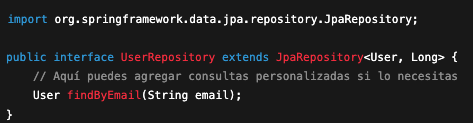 import org.springframework.data.jpa.repository.JpaRepository;
public interface UserRepository extends JpaRepository<User, Long> {
// Aquí puedes agregar consultas personalizadas si lo necesitas
User findByEmail(String email);
}